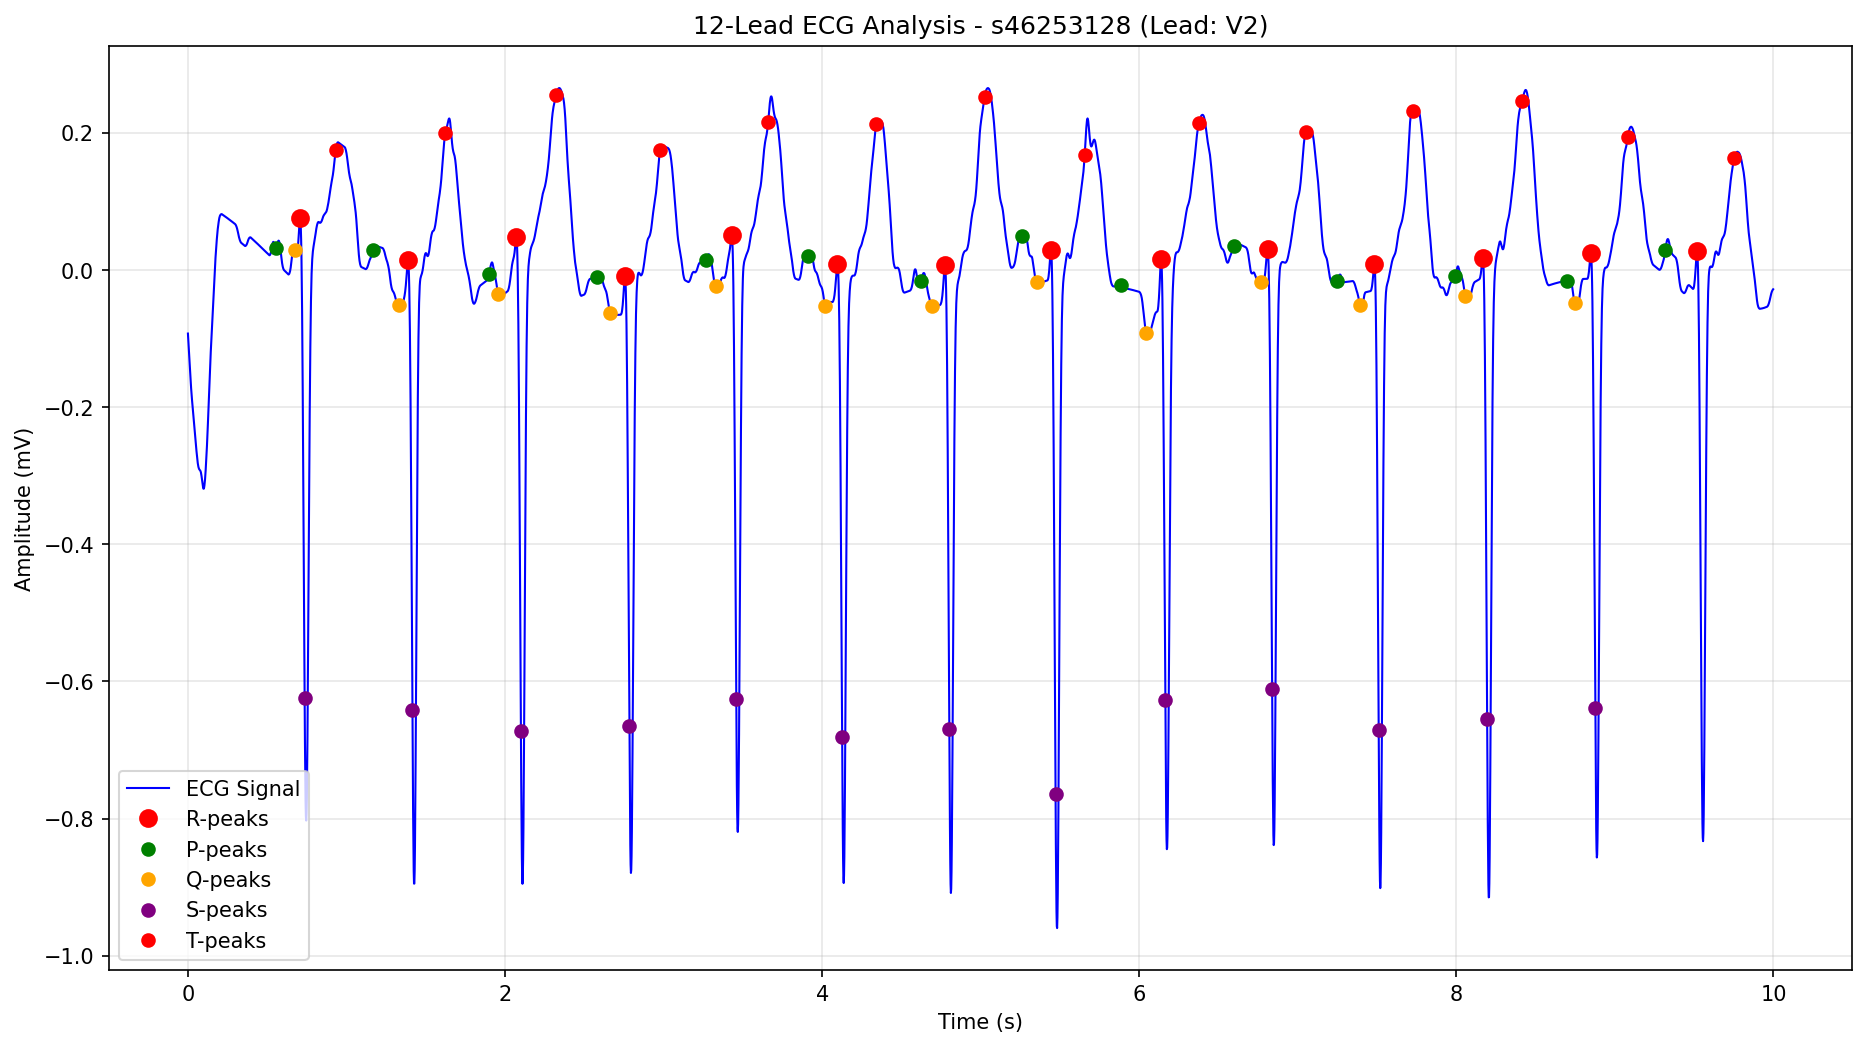 12-Lead ECG Analysis - s46253128 (Lead: V2)
Amplitude (mV)
0.2
0.0
−0.2
−0.4
−0.6
−0.8
−1.0
ECG Signal
R-peaks
P-peaks
Q-peaks
S-peaks
T-peaks
0 2 4 6 8 10
Time (s)